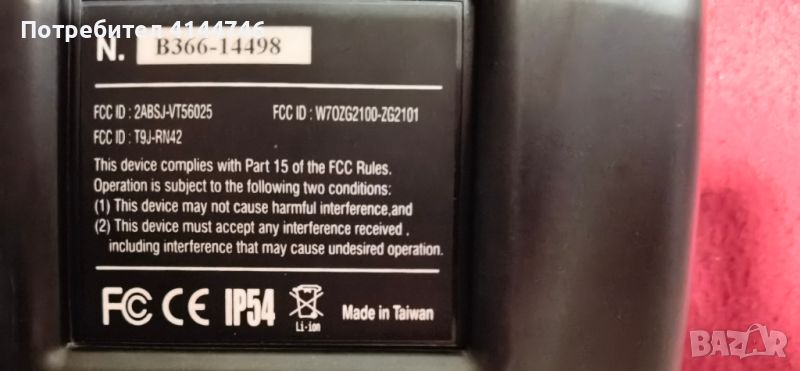 Потребител 4144746
N. B366-14498
FCC ID : 2ABSJ-VT56025 FCC ID : W7OZG2100-ZG2101
FCC ID : T9J-RN42
This device complies with Part 15 of the FCC Rules.
Operation is subject to the following two conditions:
(1) This device may not cause harmful interference,and
(2) This device must accept any interference received ,
including interference that may cause undesired operation.
FC CE IP54 Li-ion Made in Taiwan
BAZAR